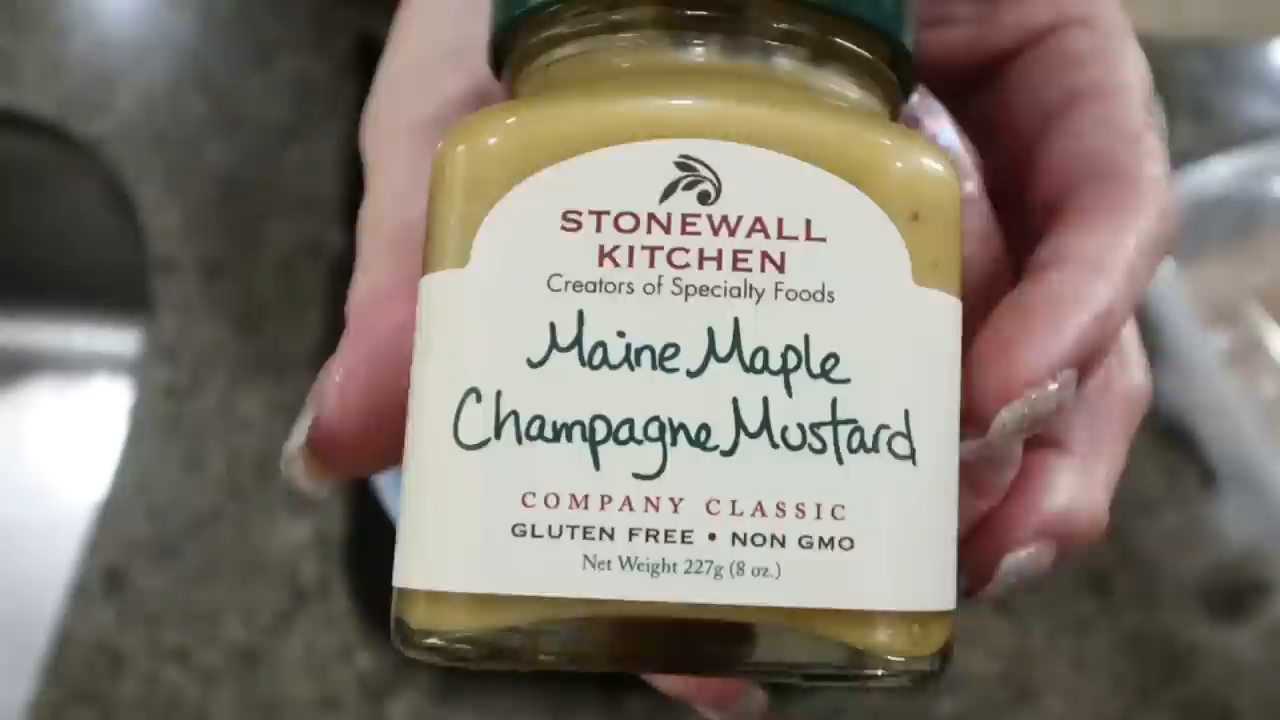 STONEWALL
KITCHEN
Creators of Specialty Foods
Maine Maple
Champagne Mustard
COMPANY CLASSIC
GLUTEN FREE • NON GMO
Net Weight 227g (8 oz.)